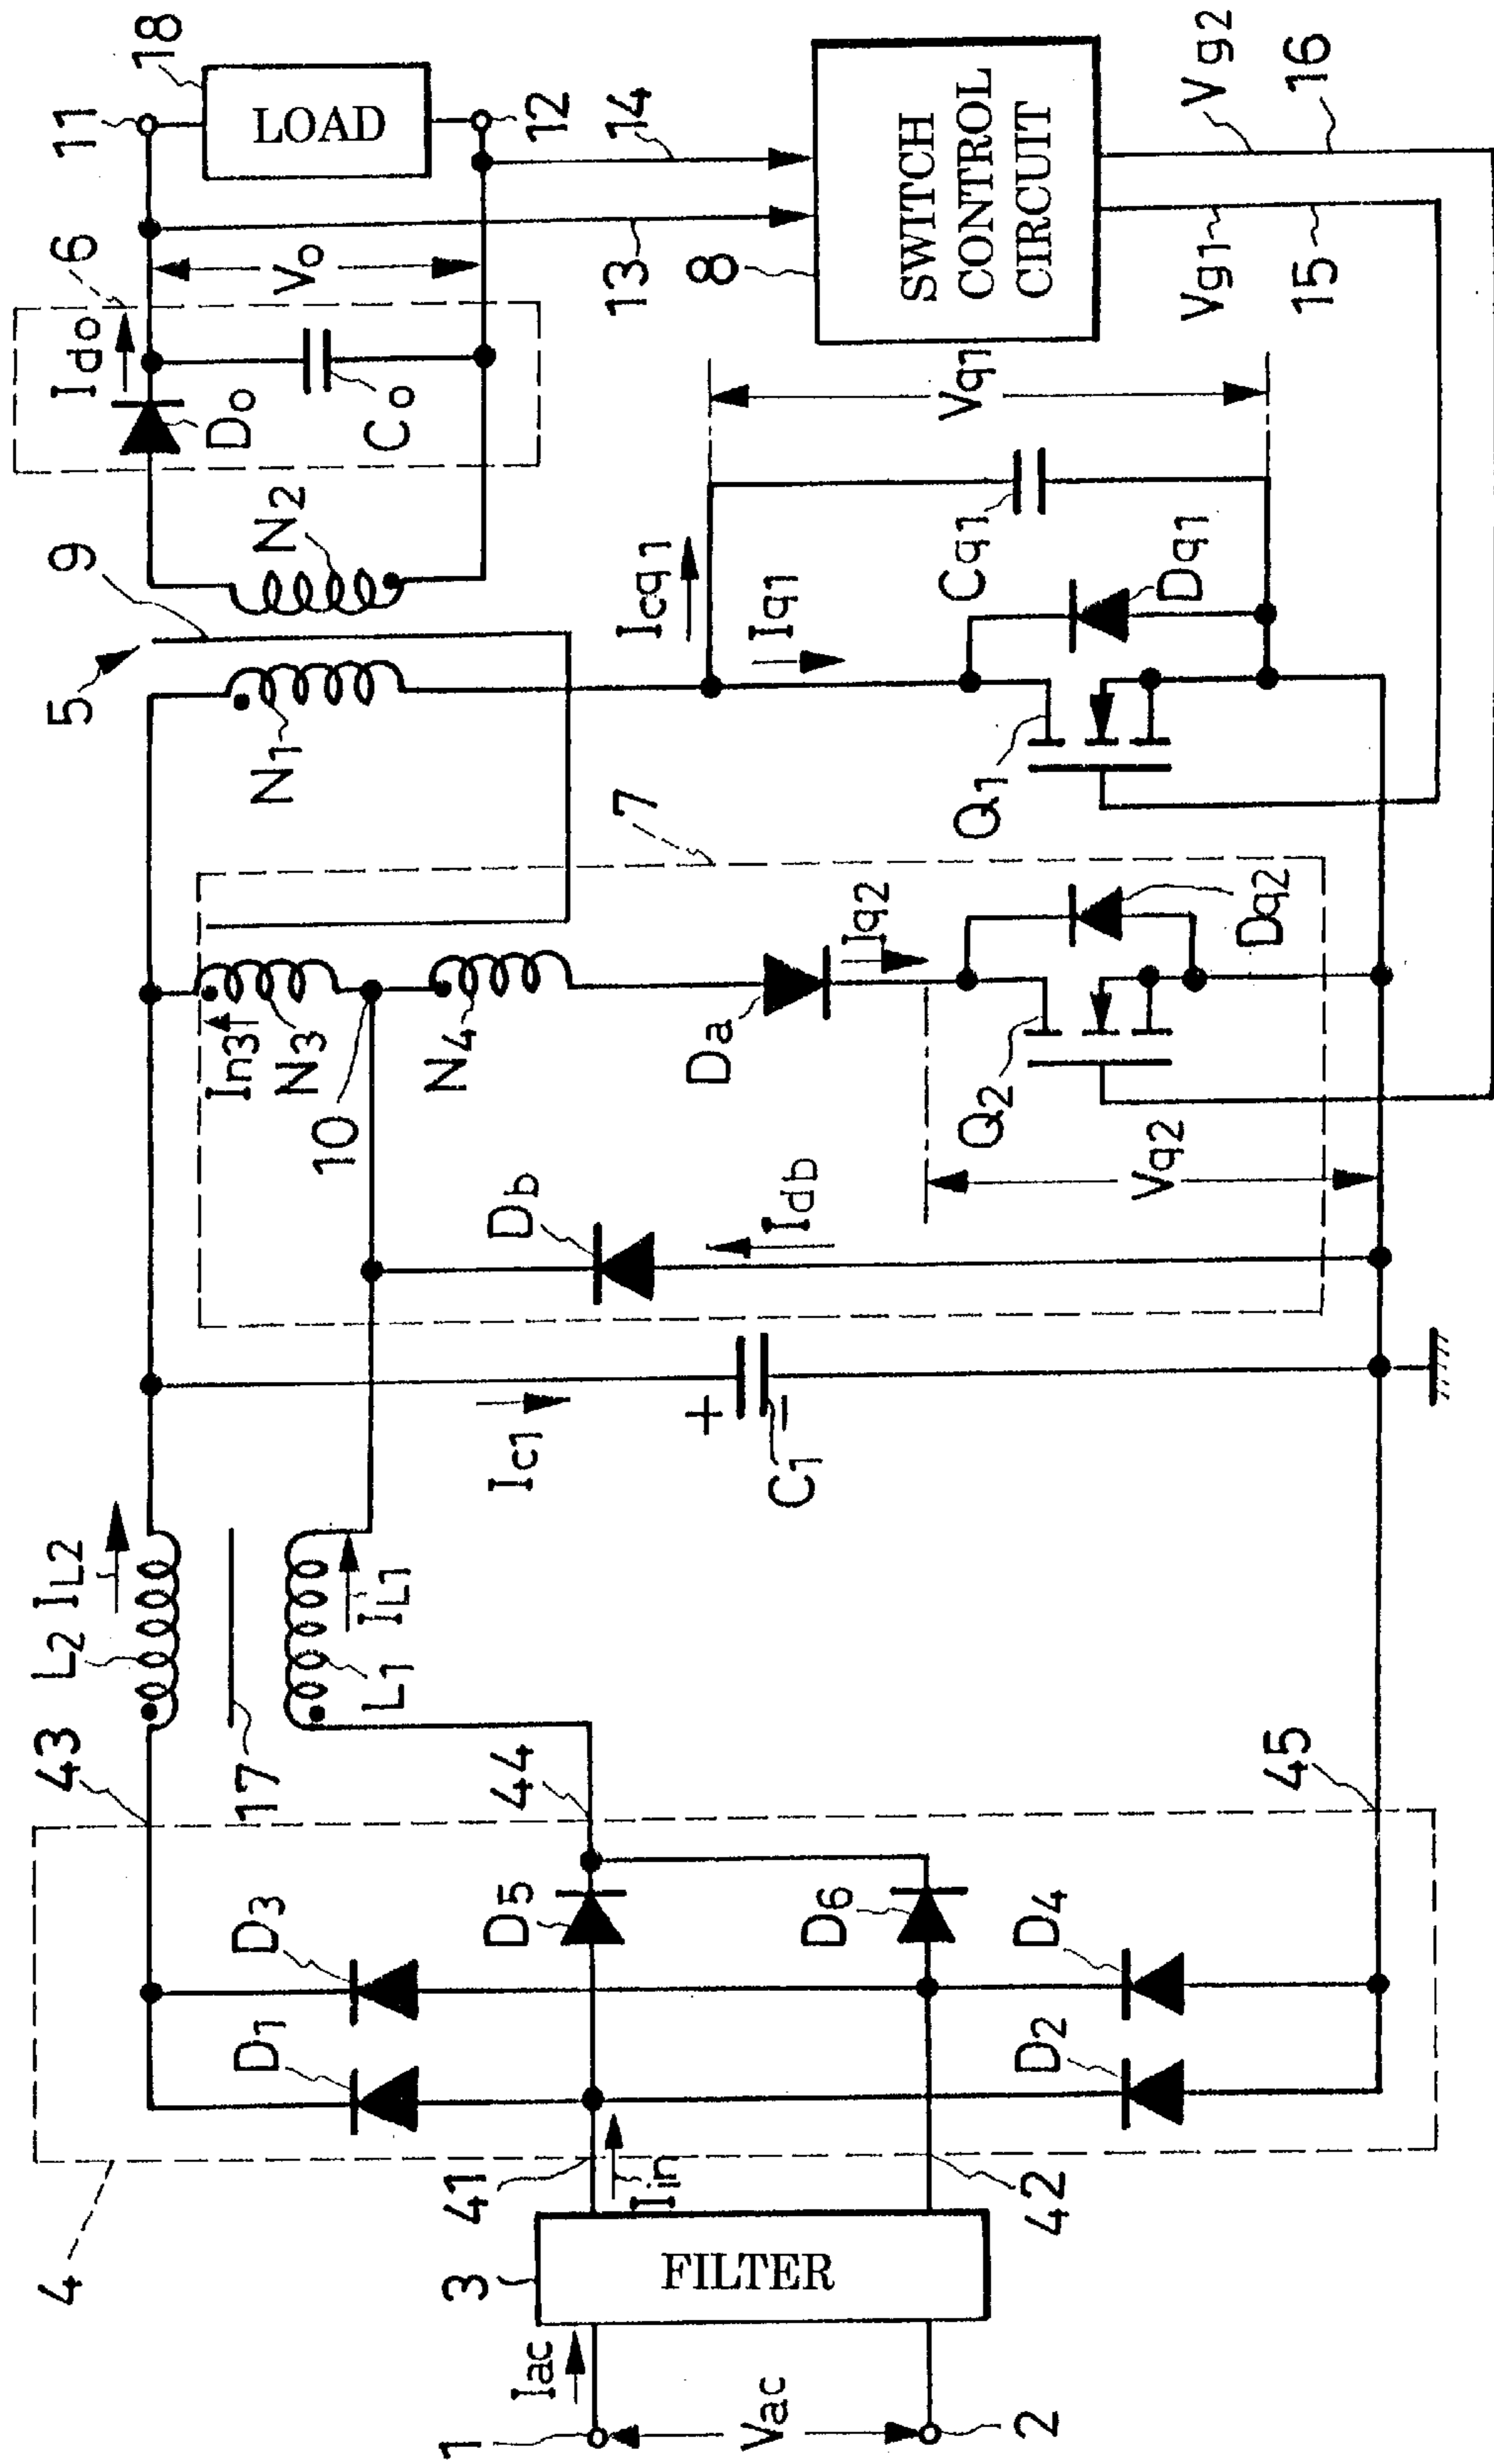 1
Iac
Vac
2
3
FILTER
4
41
Iin
42
D1
D3
D5
D6
D2
D4
43
44
45
L2
IL2
17
L1
IL1
Ic1
+
−
C1
10
Db
Idb
In3
N3
N4
Da
Iq2
Q2
Vq2
Dq2
7
5
9
N1
N2
Icq1
Iq1
Q1
Cq1
Dq1
Vq1
Ido
Do
Co
6
Vo
11
18
LOAD
12
13
14
8
SWITCH
CONTROL
CIRCUIT
Vg1
15
Vg2
16